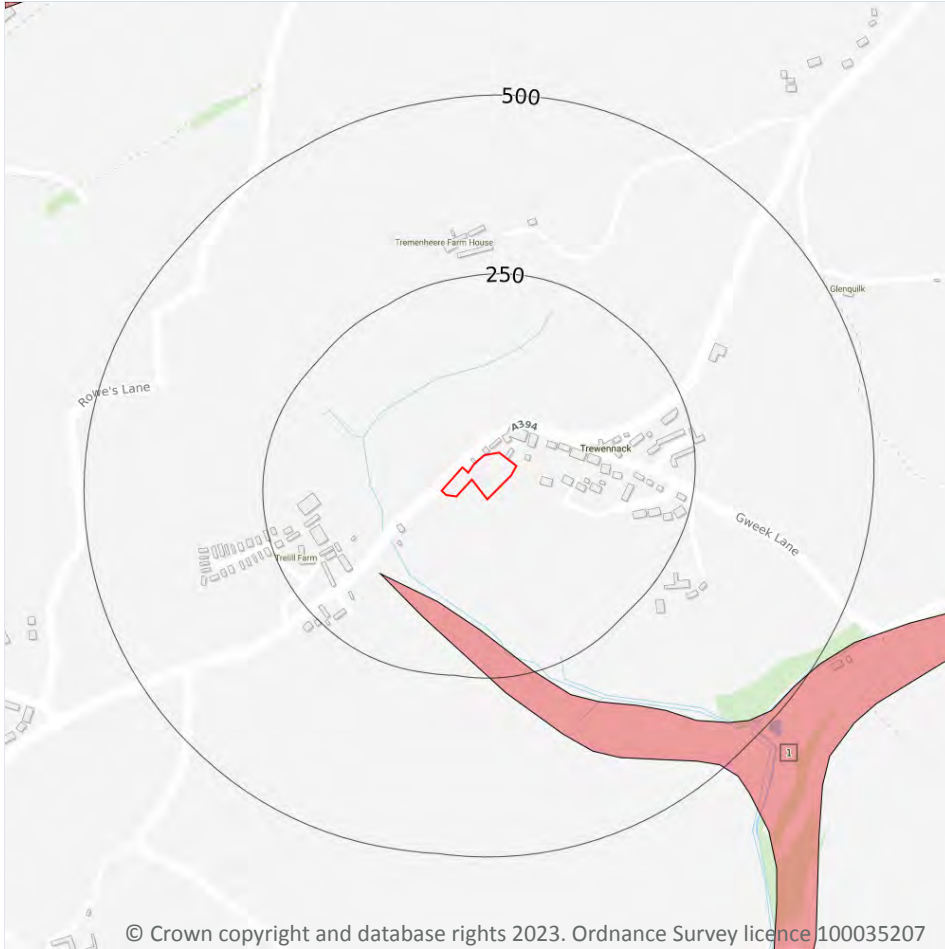 500
Tremenheere Farm House
250
Glenquilk
Rowe's Lane
A394
Trewennack
Gweek Lane
Trelill Farm
1
© Crown copyright and database rights 2023. Ordnance Survey licence 100035207